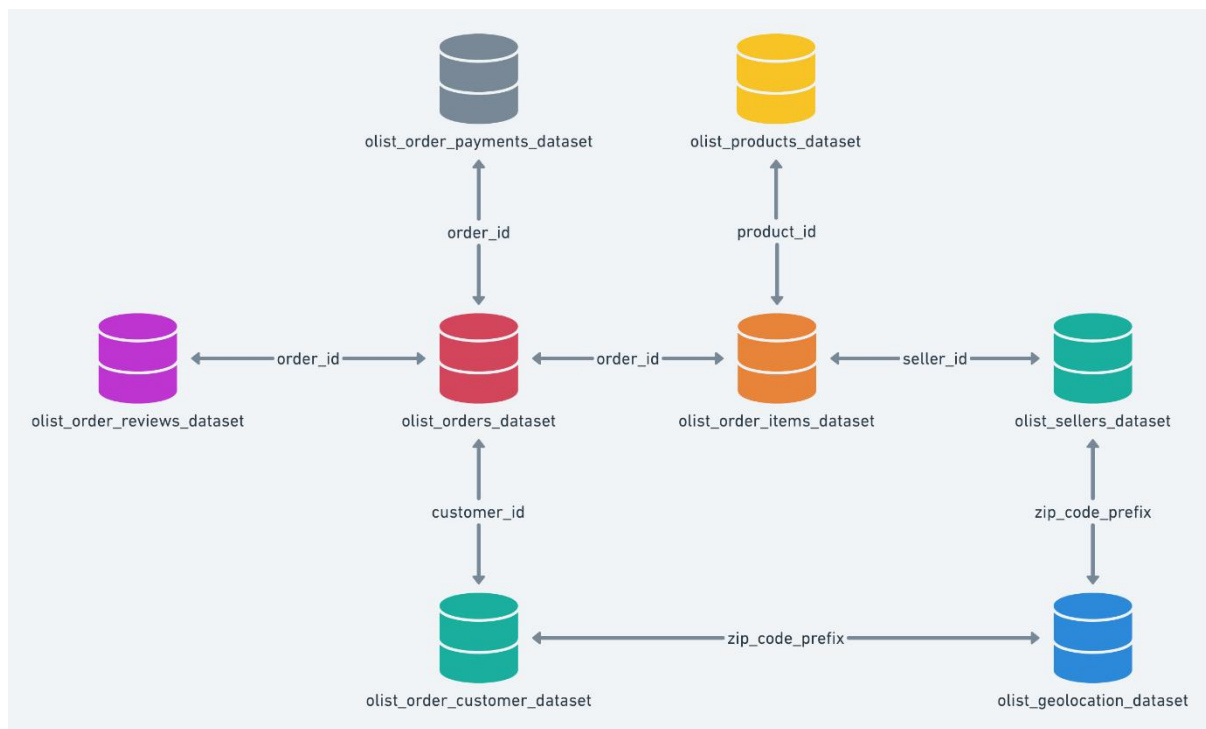 olist_order_payments_dataset
olist_products_dataset
order_id
product_id
order_id
order_id
seller_id
olist_order_reviews_dataset
olist_orders_dataset
olist_order_items_dataset
olist_sellers_dataset
customer_id
zip_code_prefix
zip_code_prefix
olist_order_customer_dataset
olist_geolocation_dataset